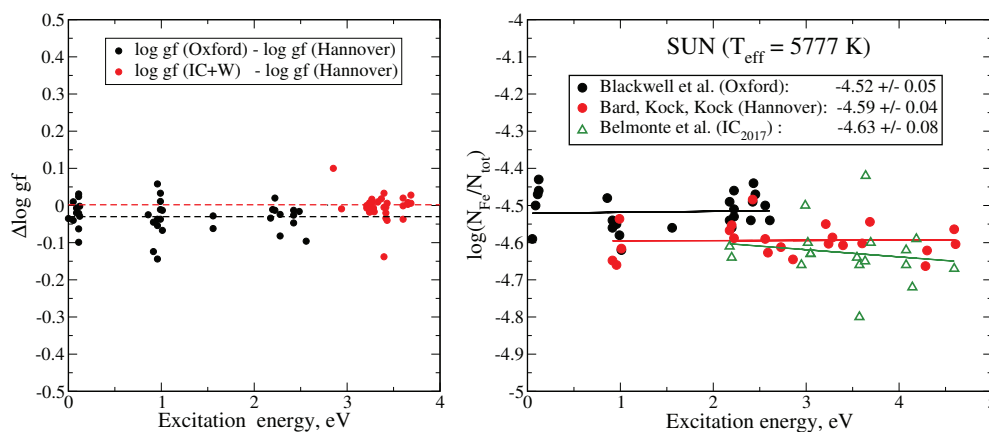 log gf (Oxford) - log gf (Hannover)
log gf (IC+W) - log gf (Hannover)
0.5
0.4
0.3
0.2
0.1
0
-0.1
-0.2
-0.3
-0.4
-0.5
Δlog gf
0 1 2 3 4
Excitation energy, eV
SUN (T_eff = 5777 K)
Blackwell et al. (Oxford): -4.52 +/- 0.05
Bard, Kock, Kock (Hannover): -4.59 +/- 0.04
Belmonte et al. (IC_2017) : -4.63 +/- 0.08
-4
-4.1
-4.2
-4.3
-4.4
-4.5
-4.6
-4.7
-4.8
-4.9
-5
log(N_Fe/N_tot)
0 1 2 3 4
Excitation energy, eV